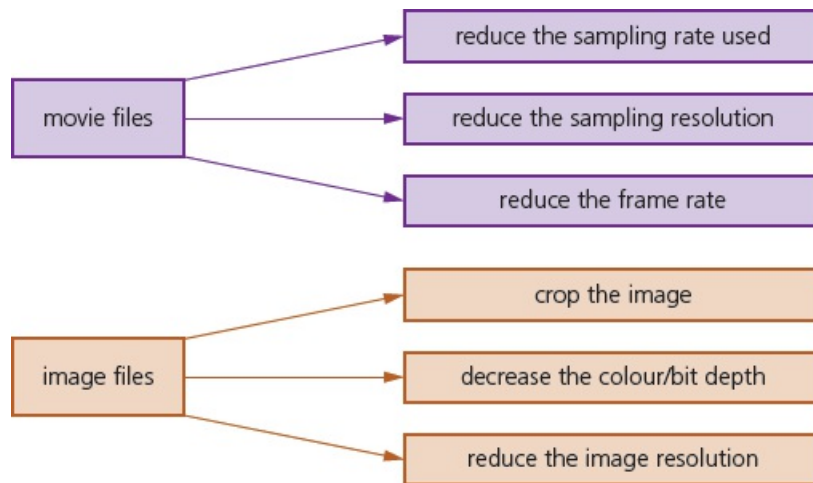 movie files
reduce the sampling rate used
reduce the sampling resolution
reduce the frame rate
image files
crop the image
decrease the colour/bit depth
reduce the image resolution